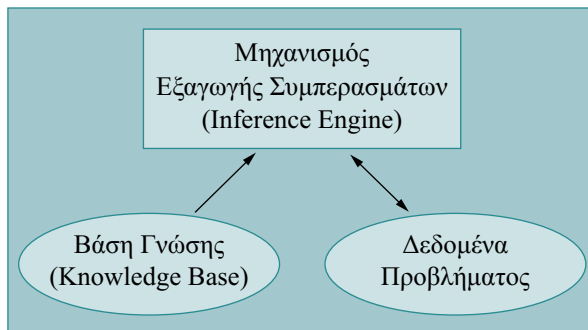 Μηχανισμός
Εξαγωγής Συμπερασμάτων
(Inference Engine)
Βάση Γνώσης
(Knowledge Base)
Δεδομένα
Προβλήματος